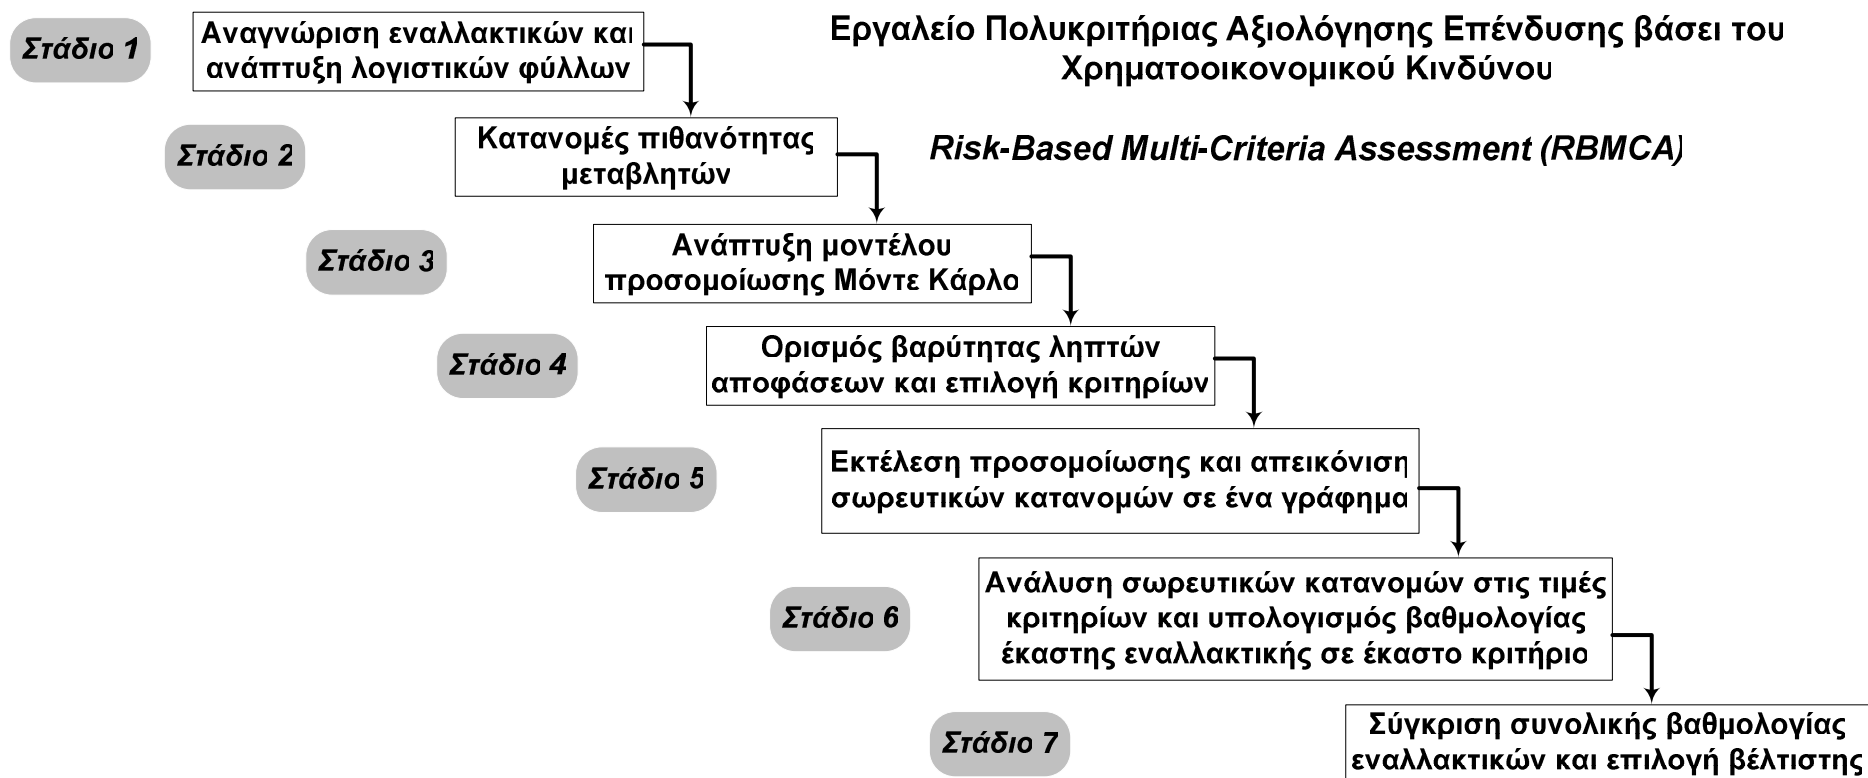 Στάδιο 1
Αναγνώριση εναλλακτικών και
ανάπτυξη λογιστικών φύλλων
Εργαλείο Πολυκριτήριας Αξιολόγησης Επένδυσης βάσει του
Χρηματοοικονομικού Κινδύνου
Στάδιο 2
Κατανομές πιθανότητας
μεταβλητών
Risk-Based Multi-Criteria Assessment (RBMCA)
Στάδιο 3
Ανάπτυξη μοντέλου
προσομοίωσης Μόντε Κάρλο
Στάδιο 4
Ορισμός βαρύτητας ληπτών
αποφάσεων και επιλογή κριτηρίων
Στάδιο 5
Εκτέλεση προσομοίωσης και απεικόνιση
σωρευτικών κατανομών σε ένα γράφημα
Στάδιο 6
Ανάλυση σωρευτικών κατανομών στις τιμές
κριτηρίων και υπολογισμός βαθμολογίας
έκαστης εναλλακτικής σε έκαστο κριτήριο
Στάδιο 7
Σύγκριση συνολικής βαθμολογίας
εναλλακτικών και επιλογή βέλτιστης